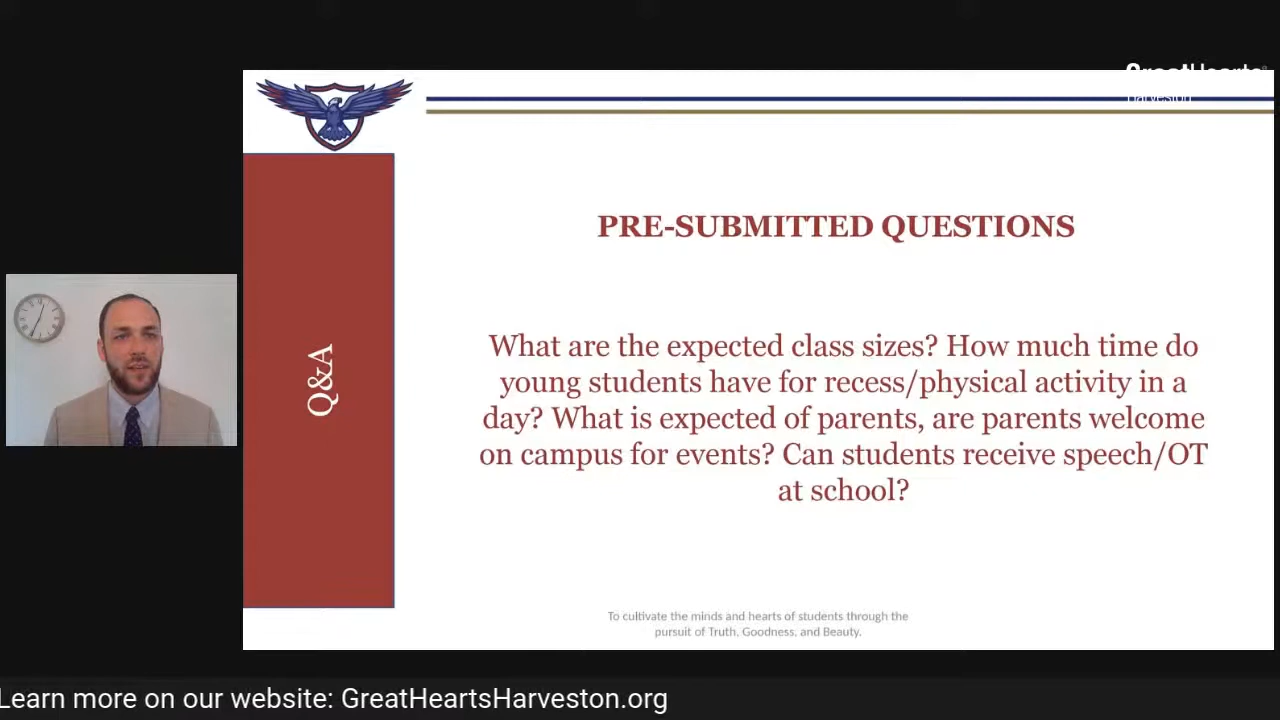 GreatHearts
Harveston
PRE-SUBMITTED QUESTIONS
Q&A
What are the expected class sizes? How much time do
young students have for recess/physical activity in a
day? What is expected of parents, are parents welcome
on campus for events? Can students receive speech/OT
at school?
To cultivate the minds and hearts of students through the
pursuit of Truth, Goodness, and Beauty.
Learn more on our website: GreatHeartsHarveston.org